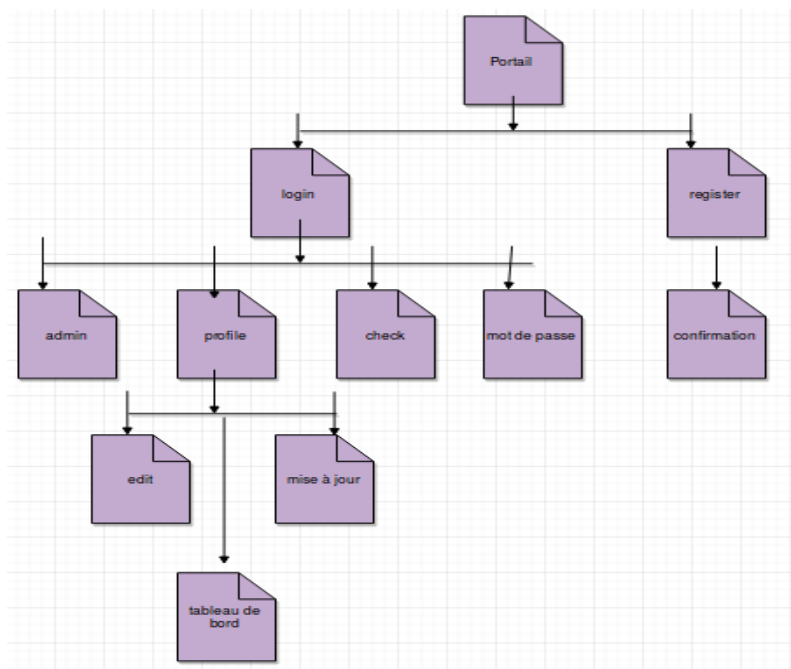 Portail
login
register
admin
profile
check
mot de passe
confirmation
edit
mise à jour
tableau de
bord